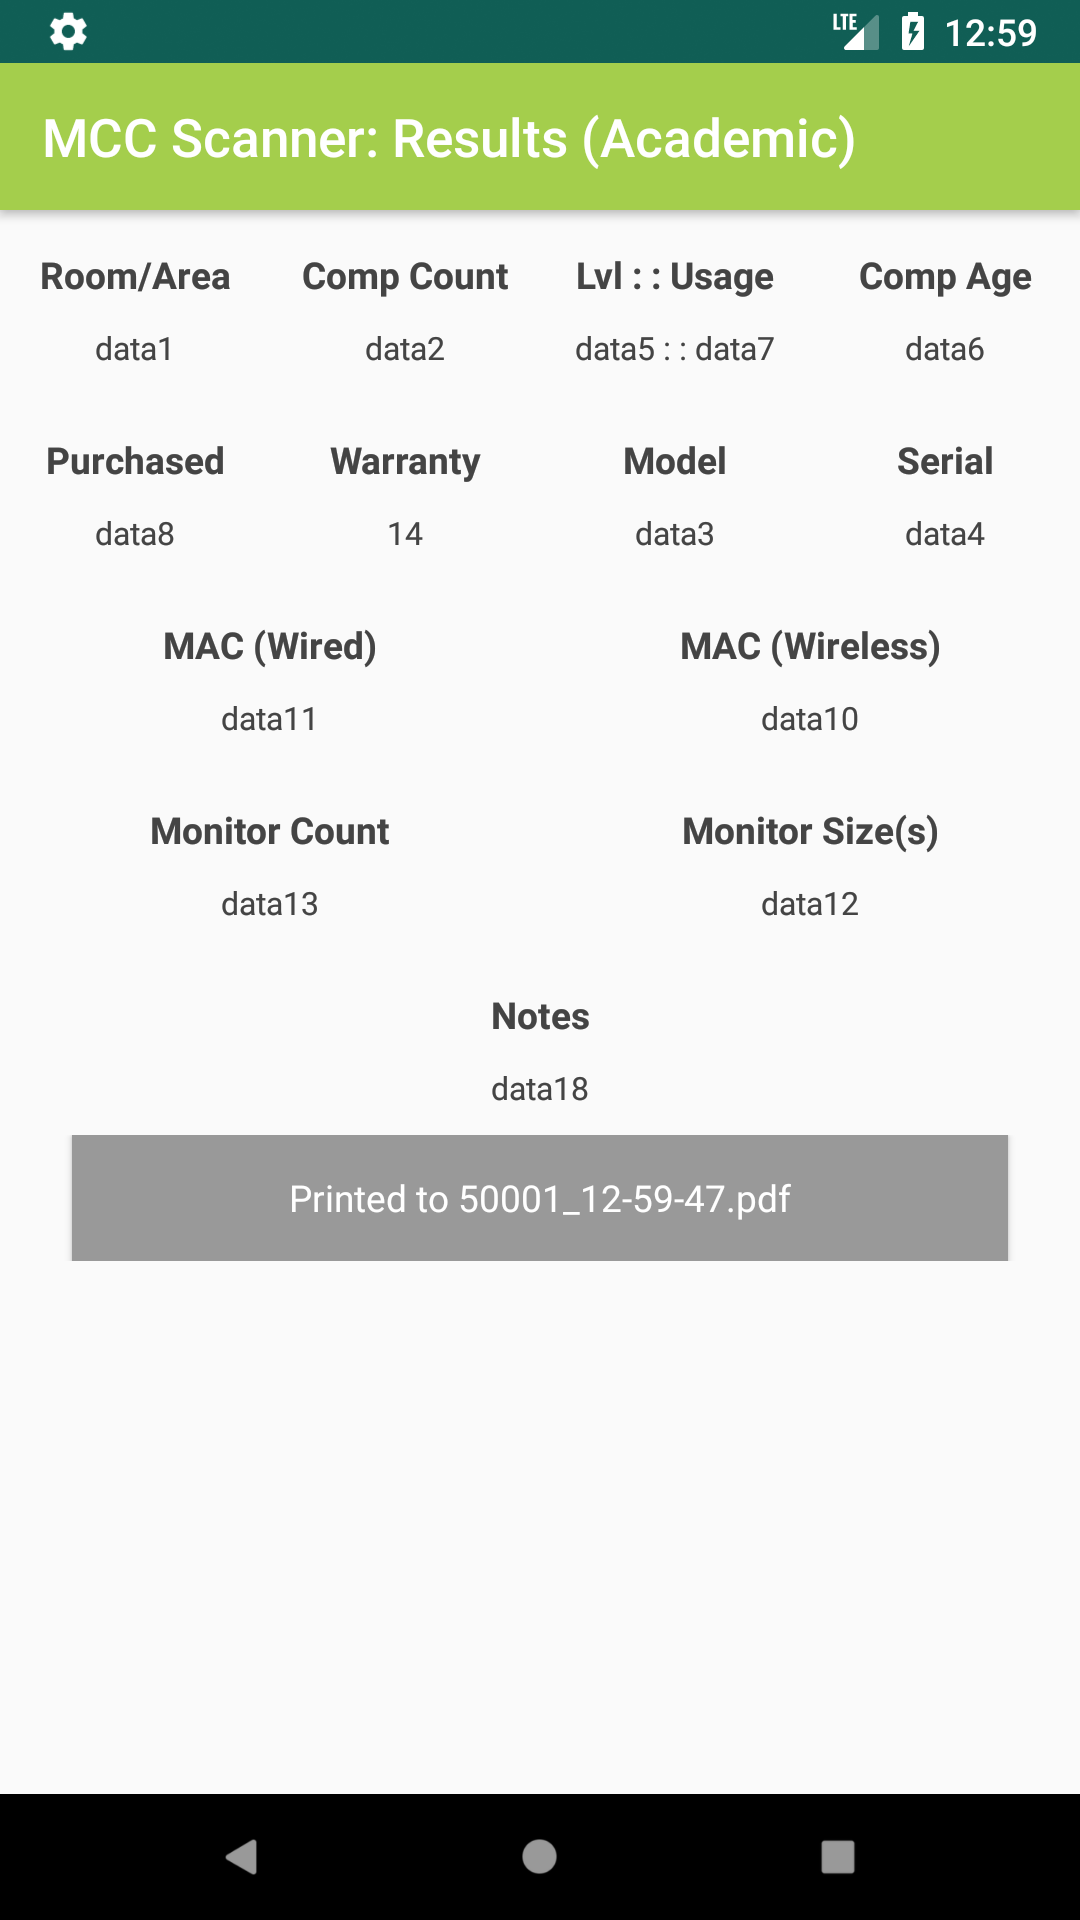 LTE 12:59
MCC Scanner: Results (Academic)
Room/Area Comp Count Lvl : : Usage Comp Age
data1 data2 data5 : : data7 data6
Purchased Warranty Model Serial
data8 14 data3 data4
MAC (Wired) MAC (Wireless)
data11 data10
Monitor Count Monitor Size(s)
data13 data12
Notes
data18
Printed to 50001_12-59-47.pdf